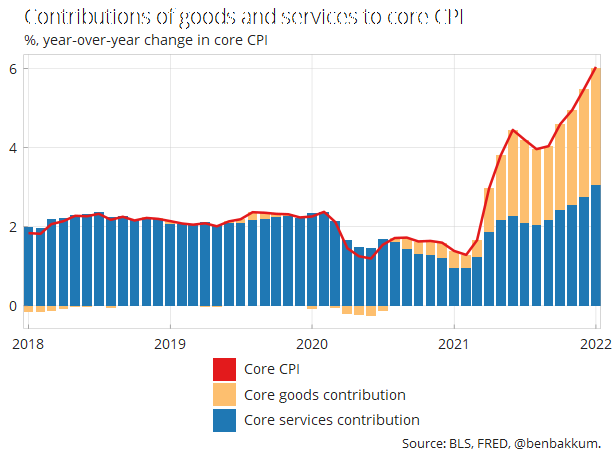 Contributions of goods and services to core CPI
%, year-over-year change in core CPI
6
4
2
0
2018 2019 2020 2021 2022
Core CPI
Core goods contribution
Core services contribution
Source: BLS, FRED, @benbakkum.